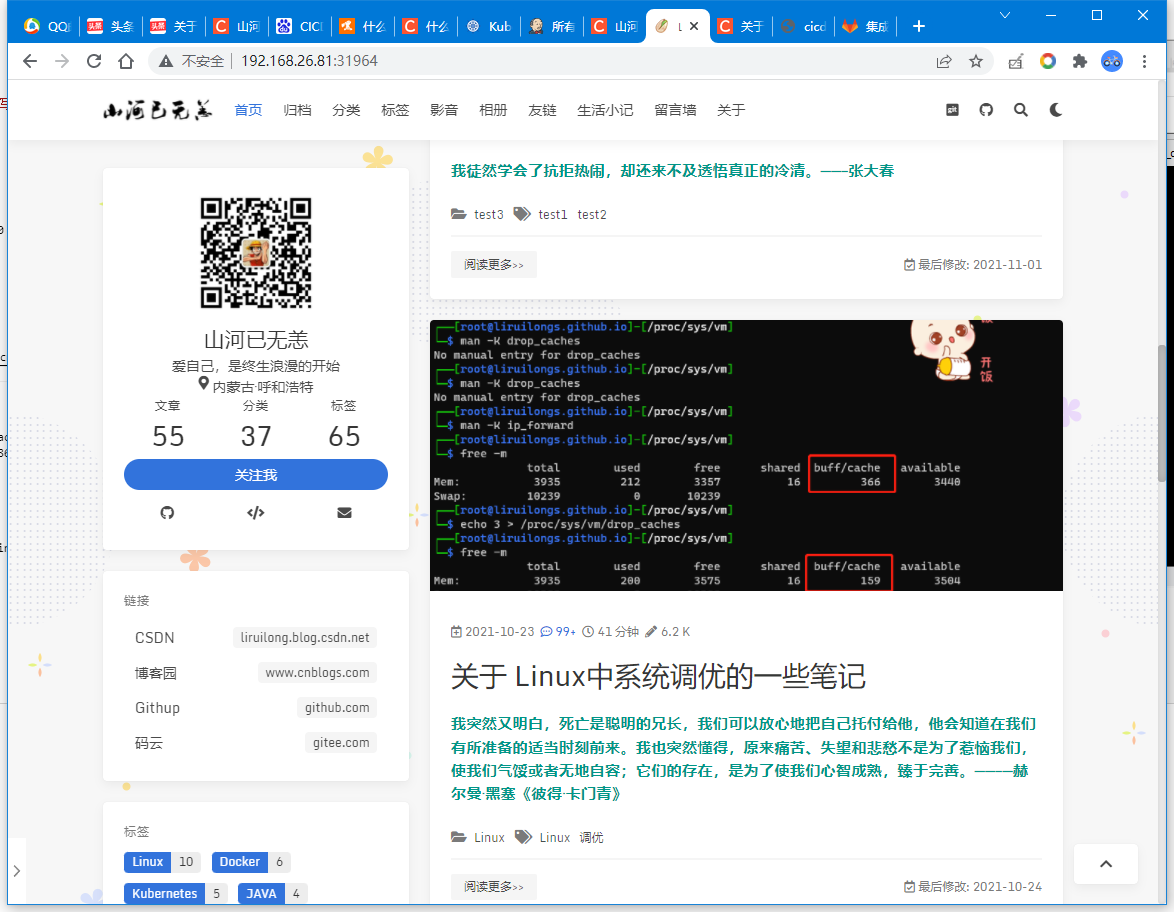 QQ
头条
头条 关于
山河
CICD
什么
什么
Kub
所有
山河
关于
cicd
集成
不安全 192.168.26.81:31964
山河已无恙 首页 归档 分类 标签 影音 相册 友链 生活小记 留言墙 关于
山河已无恙
爱自己，是终生浪漫的开始
内蒙古·呼和浩特
文章 分类 标签
55 37 65
关注我
链接
CSDN liruilong.blog.csdn.net
博客园 www.cnblogs.com
Githup github.com
码云 gitee.com
标签
Linux 10 Docker 6
Kubernetes 5 JAVA 4
我徒然学会了抗拒热闹，却还来不及透悟真正的冷清。——张大春
test3 test1 test2
阅读更多>> 最后修改: 2021-11-01
┌──[root@liruilongs.github.io]-[/proc/sys/vm]
└─$ man -K drop_caches
No manual entry for drop_caches
┌──[root@liruilongs.github.io]-[/proc/sys/vm]
└─$ man -K drop_caches
No manual entry for drop_caches
┌──[root@liruilongs.github.io]-[/proc/sys/vm]
└─$ man -K ip_forward
┌──[root@liruilongs.github.io]-[/proc/sys/vm]
└─$ free -m
total used free shared buff/cache available
Mem: 3935 212 3357 16 366 3440
Swap: 10239 0 10239
┌──[root@liruilongs.github.io]-[/proc/sys/vm]
└─$ echo 3 > /proc/sys/vm/drop_caches
┌──[root@liruilongs.github.io]-[/proc/sys/vm]
└─$ free -m
total used free shared buff/cache available
Mem: 3935 200 3575 16 159 3504
开饭
2021-10-23 99+ 41 分钟 6.2 K
关于 Linux中系统调优的一些笔记
我突然又明白，死亡是聪明的兄长，我们可以放心地把自己托付给他，他会知道在我们
有所准备的适当时刻前来。我也突然懂得，原来痛苦、失望和悲愁不是为了惹恼我们，
使我们气馁或者无地自容；它们的存在，是为了使我们心智成熟，臻于完善。————赫
尔曼·黑塞《彼得·卡门青》
Linux Linux 调优
阅读更多>> 最后修改: 2021-10-24